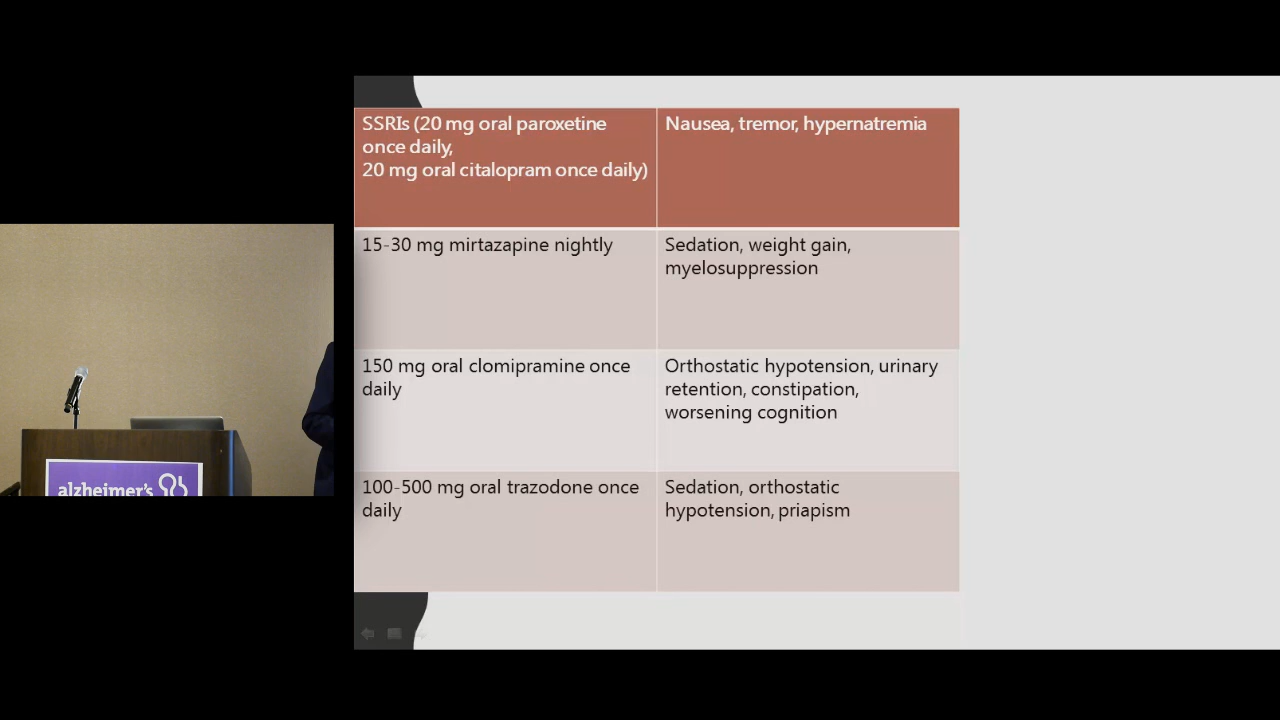 SSRIs (20 mg oral paroxetine
once daily,
20 mg oral citalopram once daily)
Nausea, tremor, hypernatremia
15-30 mg mirtazapine nightly
Sedation, weight gain,
myelosuppression
150 mg oral clomipramine once
daily
Orthostatic hypotension, urinary
retention, constipation,
worsening cognition
100-500 mg oral trazodone once
daily
Sedation, orthostatic
hypotension, priapism
alzheimer's